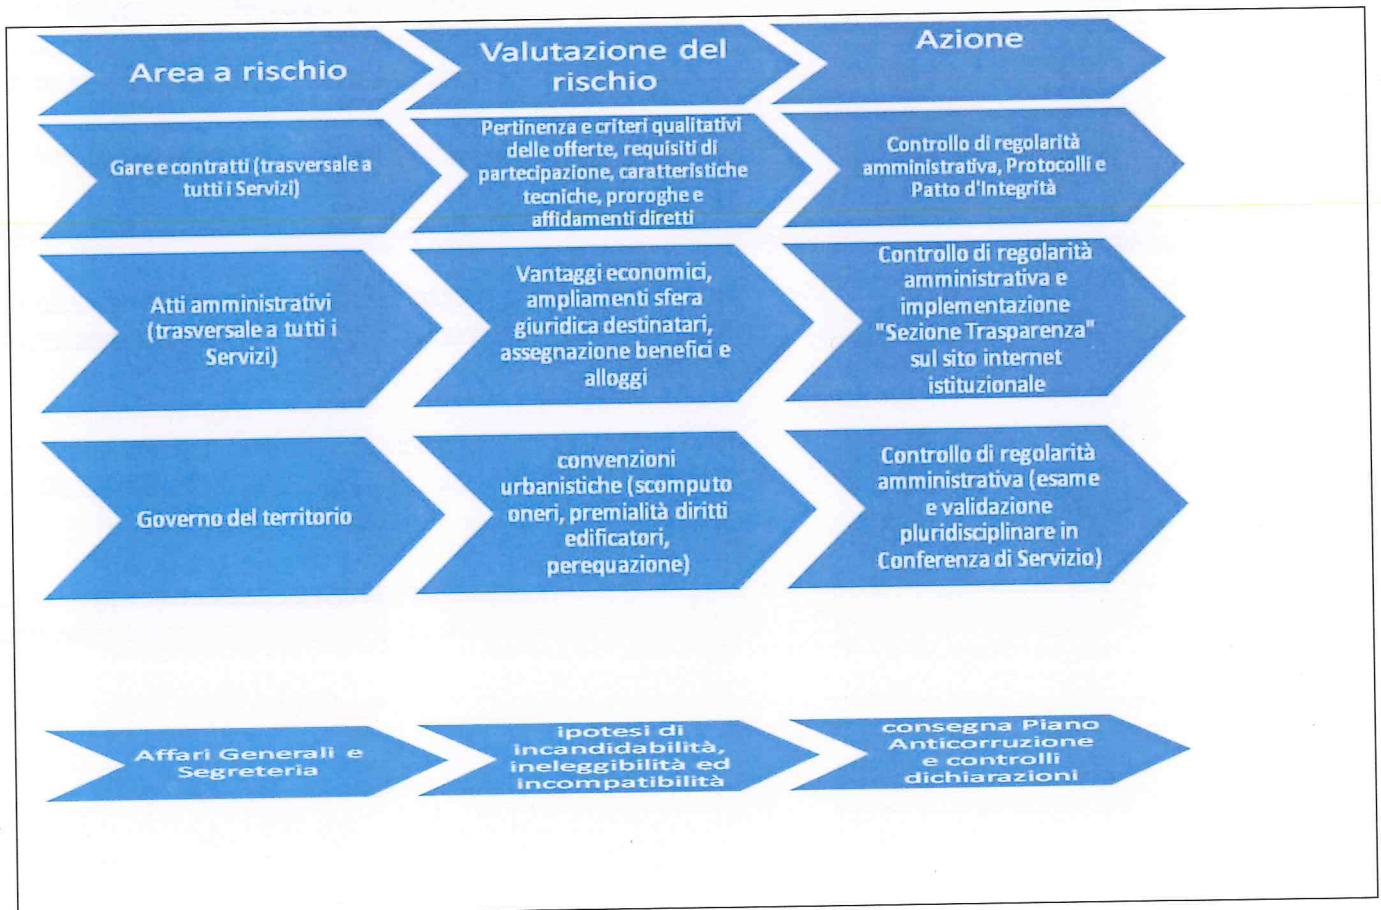 Area a rischio
Valutazione del
rischio
Azione
Gare e contratti (trasversale a
tutti i Servizi)
Pertinenza e criteri qualitativi
delle offerte, requisiti di
partecipazione, caratteristiche
tecniche, proroghe e
affidamenti diretti
Controllo di regolarità
amministrativa, Protocolli e
Patto d'Integrità
Atti amministrativi
(trasversale a tutti i
Servizi)
Vantaggi economici,
ampliamenti sfera
giuridica destinatari,
assegnazione benefici e
alloggi
Controllo di regolarità
amministrativa e
implementazione
"Sezione Trasparenza"
sul sito internet
istituzionale
Governo del territorio
convenzioni
urbanistiche (scomputo
oneri, premialità diritti
edificatori,
perequazione)
Controllo di regolarità
amministrativa (esame
e validazione
pluridisciplinare in
Conferenza di Servizio)
Affari Generali e
Segreteria
ipotesi di
incandidabilità,
ineleggibilità ed
incompatibilità
consegna Piano
Anticorruzione
e controlli
dichiarazioni